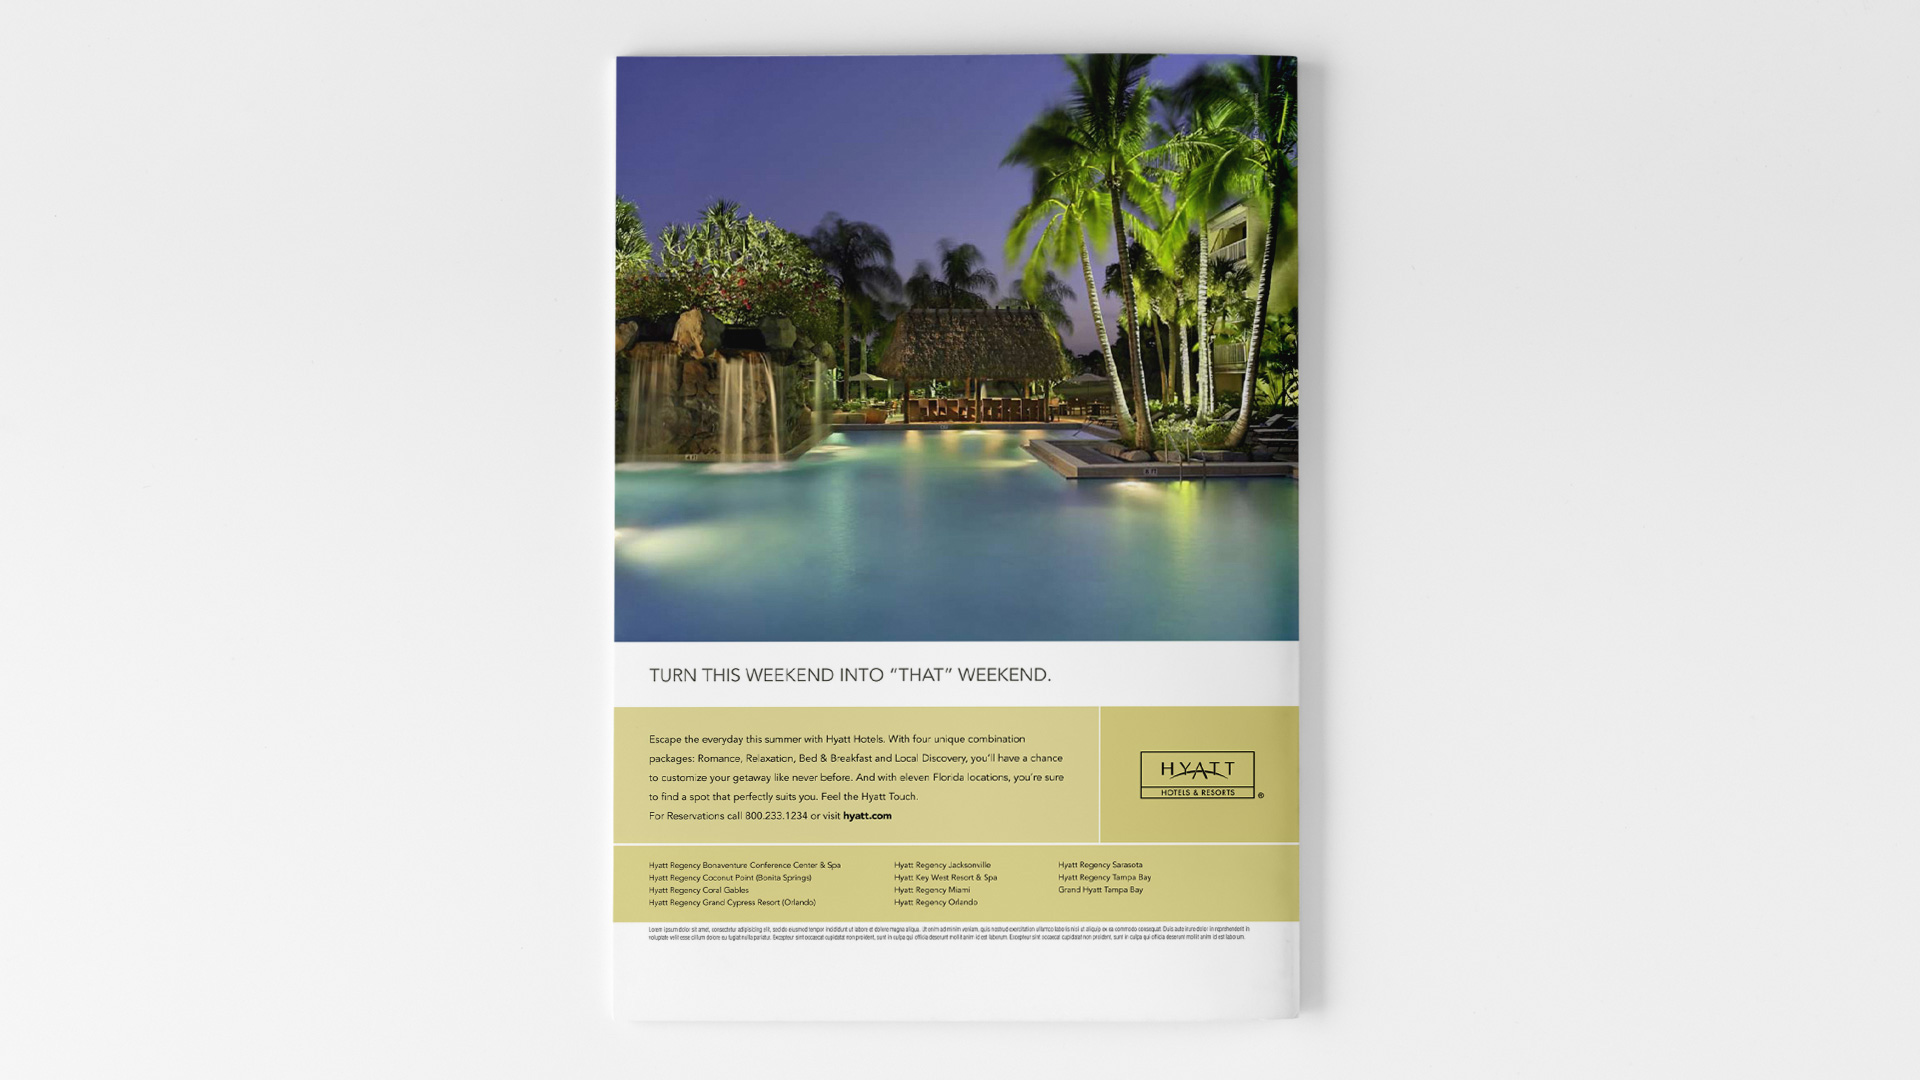 TURN THIS WEEKEND INTO “THAT” WEEKEND.
Escape the everyday this summer with Hyatt Hotels. With four unique combination
packages: Romance, Relaxation, Bed & Breakfast and Local Discovery, you’ll have a chance
to customize your getaway like never before. And with eleven Florida locations, you’re sure
to find a spot that perfectly suits you. Feel the Hyatt Touch.
For Reservations call 800.233.1234 or visit hyatt.com
HYATT
HOTELS & RESORTS ®
Hyatt Regency Bonaventure Conference Center & Spa
Hyatt Regency Coconut Point (Bonita Springs)
Hyatt Regency Coral Gables
Hyatt Regency Grand Cypress Resort (Orlando)
Hyatt Regency Jacksonville
Hyatt Key West Resort & Spa
Hyatt Regency Miami
Hyatt Regency Orlando
Hyatt Regency Sarasota
Hyatt Regency Tampa Bay
Grand Hyatt Tampa Bay
Lorem ipsum dolor sit amet, consectetur adipisicing elit, sed do eiusmod tempor incididunt ut labore et dolore magna aliqua. Ut enim ad minim veniam, quis nostrud exercitation ullamco laboris nisi ut aliquip ex ea commodo consequat. Duis aute irure dolor in reprehenderit in
voluptate velit esse cillum dolore eu fugiat nulla pariatur. Excepteur sint occaecat cupidatat non proident, sunt in culpa qui officia deserunt mollit anim id est laborum. Excepteur sint occaecat cupidatat non proident, sunt in culpa qui officia deserunt mollit anim id est laborum.